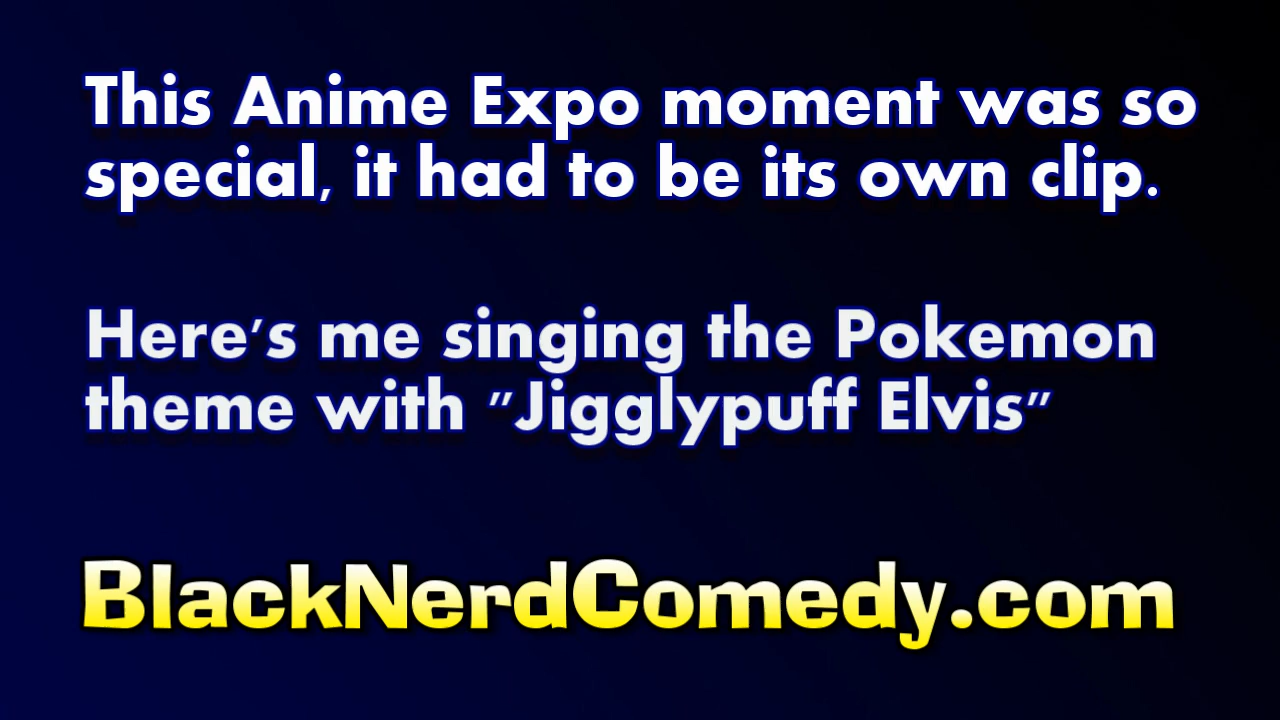 This Anime Expo moment was so
special, it had to be its own clip.
Here's me singing the Pokemon
theme with "Jigglypuff Elvis"
BlackNerdComedy.com